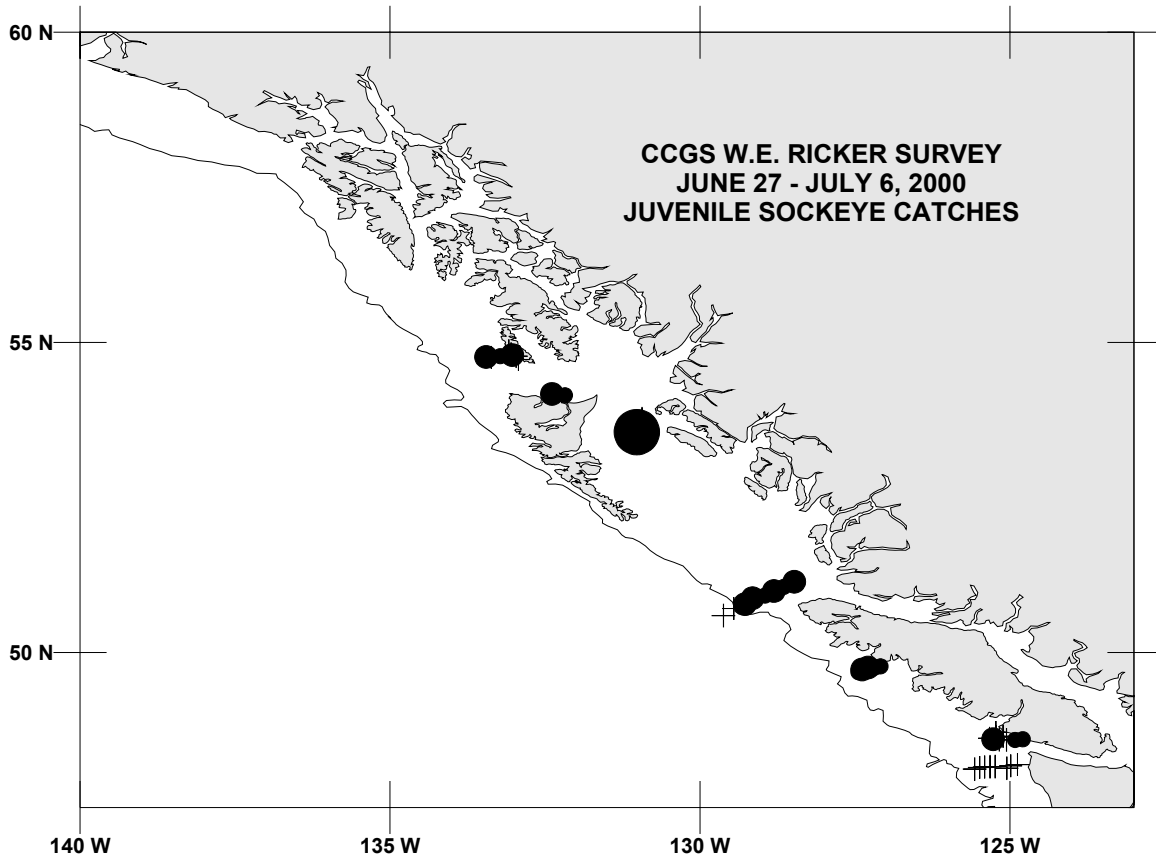 60 N
CCGS W.E. RICKER SURVEY
JUNE 27 - JULY 6, 2000
JUVENILE SOCKEYE CATCHES
55 N
50 N
140 W
135 W
130 W
125 W